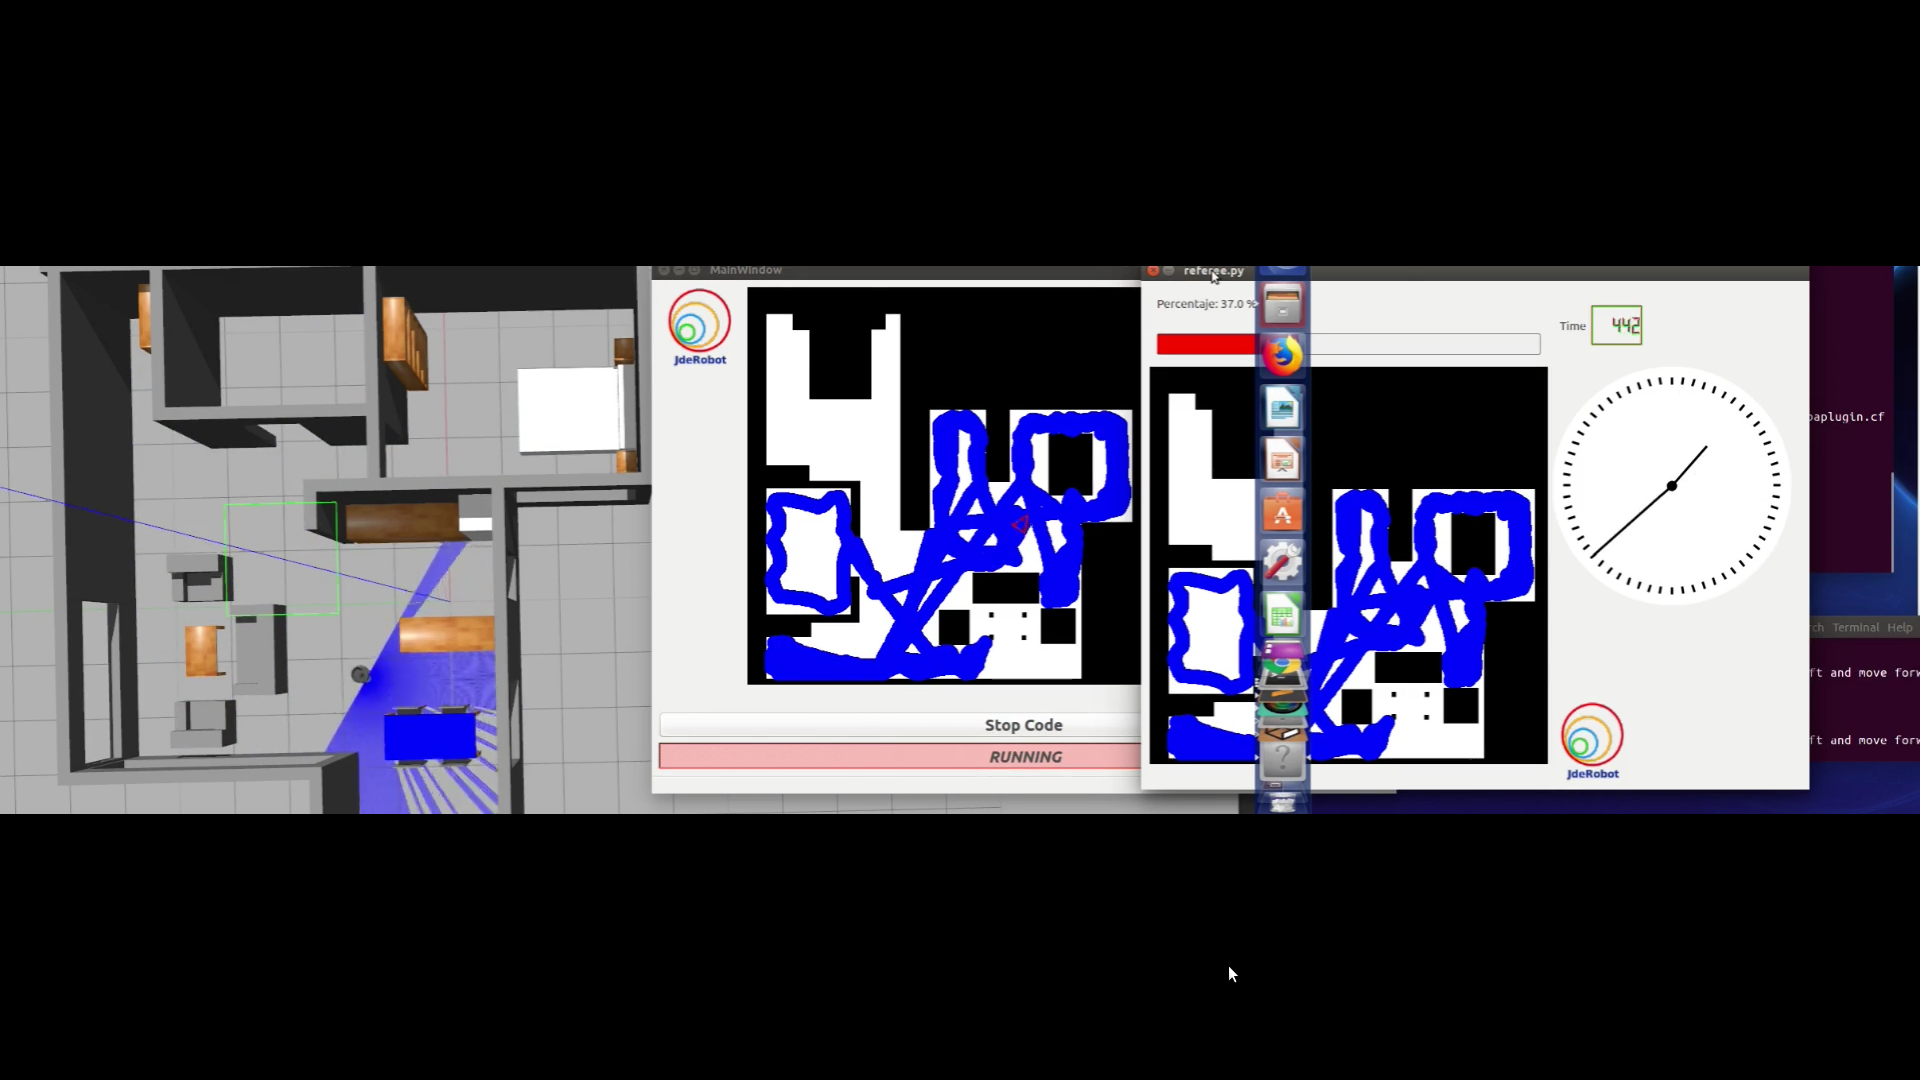 MainWindow
referee.py
JdeRobot
Percentaje: 37.0 %
Time 442
paplugin.cf
Stop Code
RUNNING
Terminal Help
ft and move forw
ft and move forw
JdeRobot